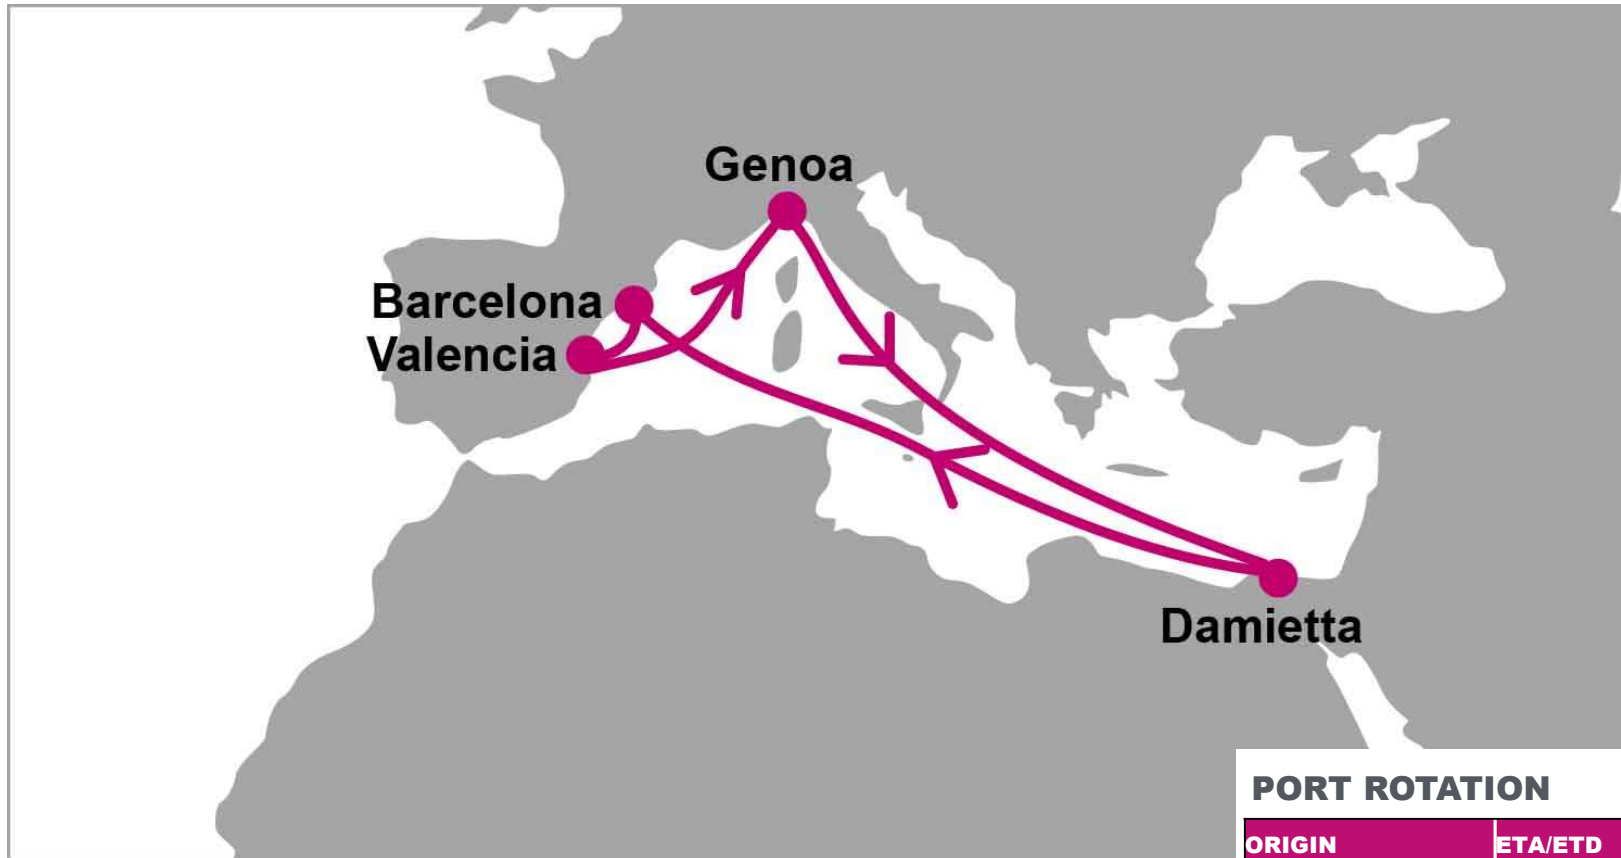 Genoa
Barcelona
Valencia
Damietta
PORT ROTATION
ORIGIN ETA/ETD